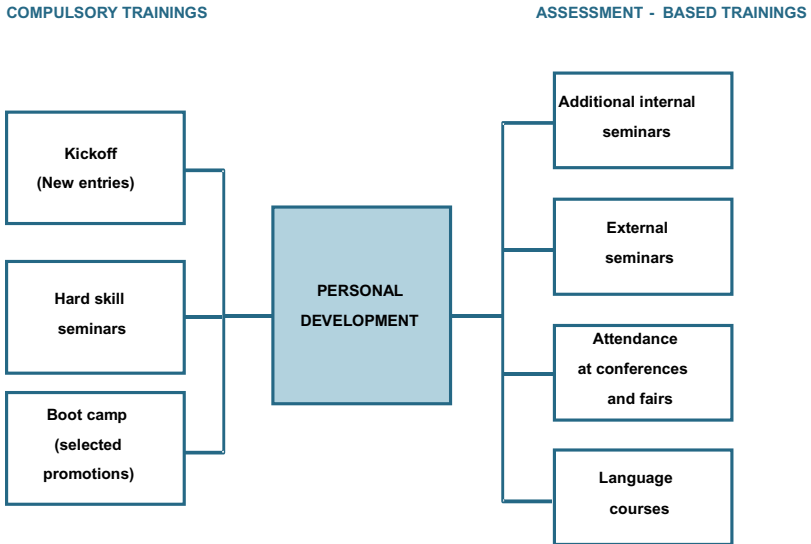 COMPULSORY TRAININGS
ASSESSMENT - BASED TRAININGS
Kickoff
(New entries)
Hard skill
seminars
Boot camp
(selected
promotions)
PERSONAL
DEVELOPMENT
Additional internal
seminars
External
seminars
Attendance
at conferences
and fairs
Language
courses